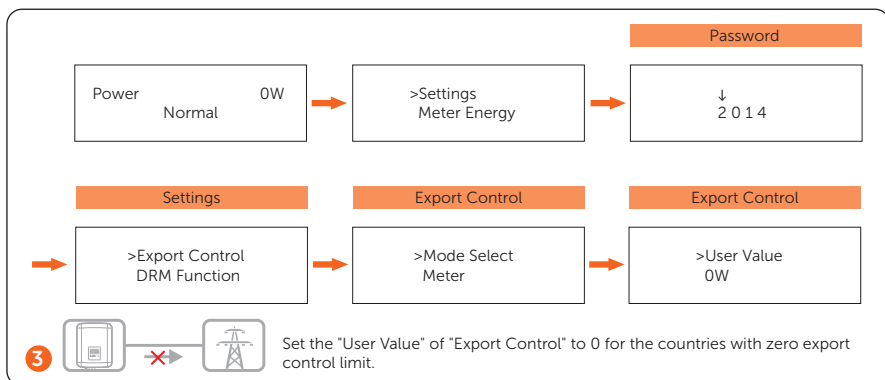 Password
Power 0W
Normal
>Settings
Meter Energy
↓
2 0 1 4
Settings
Export Control
Export Control
>Export Control
DRM Function
>Mode Select
Meter
>User Value
0W
3
Set the "User Value" of "Export Control" to 0 for the countries with zero export
control limit.